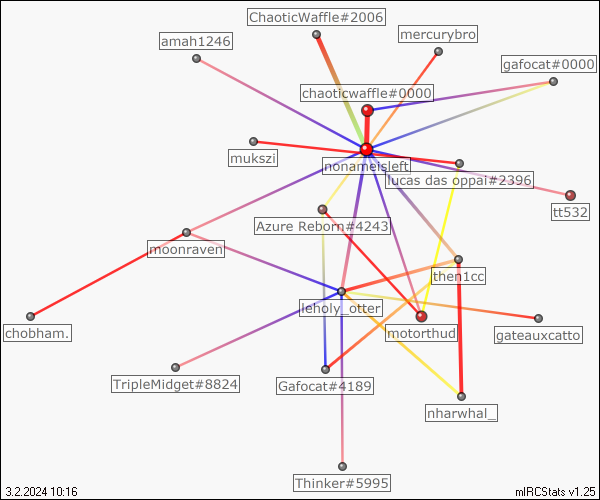 ChaoticWaffle#2006
amah1246
mercurybro
gafocat#0000
chaoticwaffle#0000
mukszi
nonameisleft
lucas das oppai#2396
tt532
Azure Reborn#4243
moonraven
then1cc
leholy_otter
chobham.
motorthud
gateauxcatto
TripleMidget#8824
Gafocat#4189
nharwhal_
Thinker#5995
3.2.2024 10:16
mIRCStats v1.25